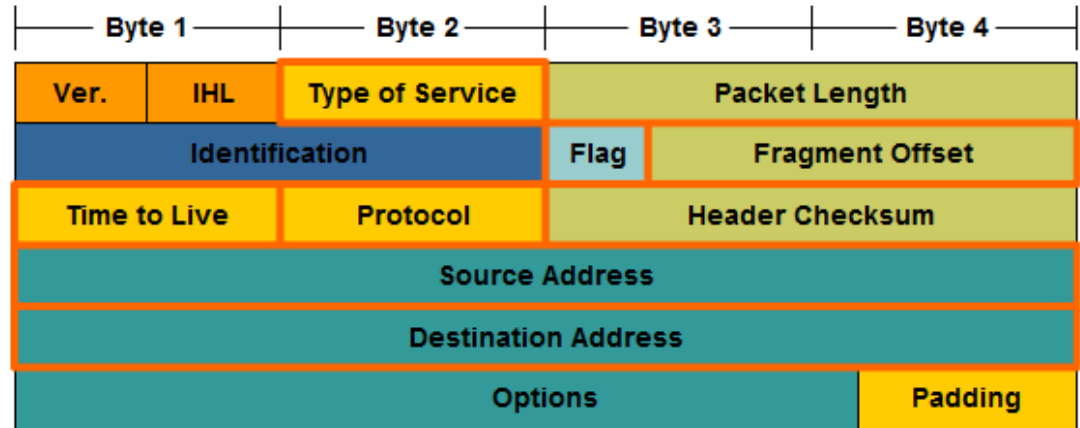 Byte 1 Byte 2 Byte 3 Byte 4
Ver. IHL Type of Service Packet Length
Identification Flag Fragment Offset
Time to Live Protocol Header Checksum
Source Address
Destination Address
Options Padding